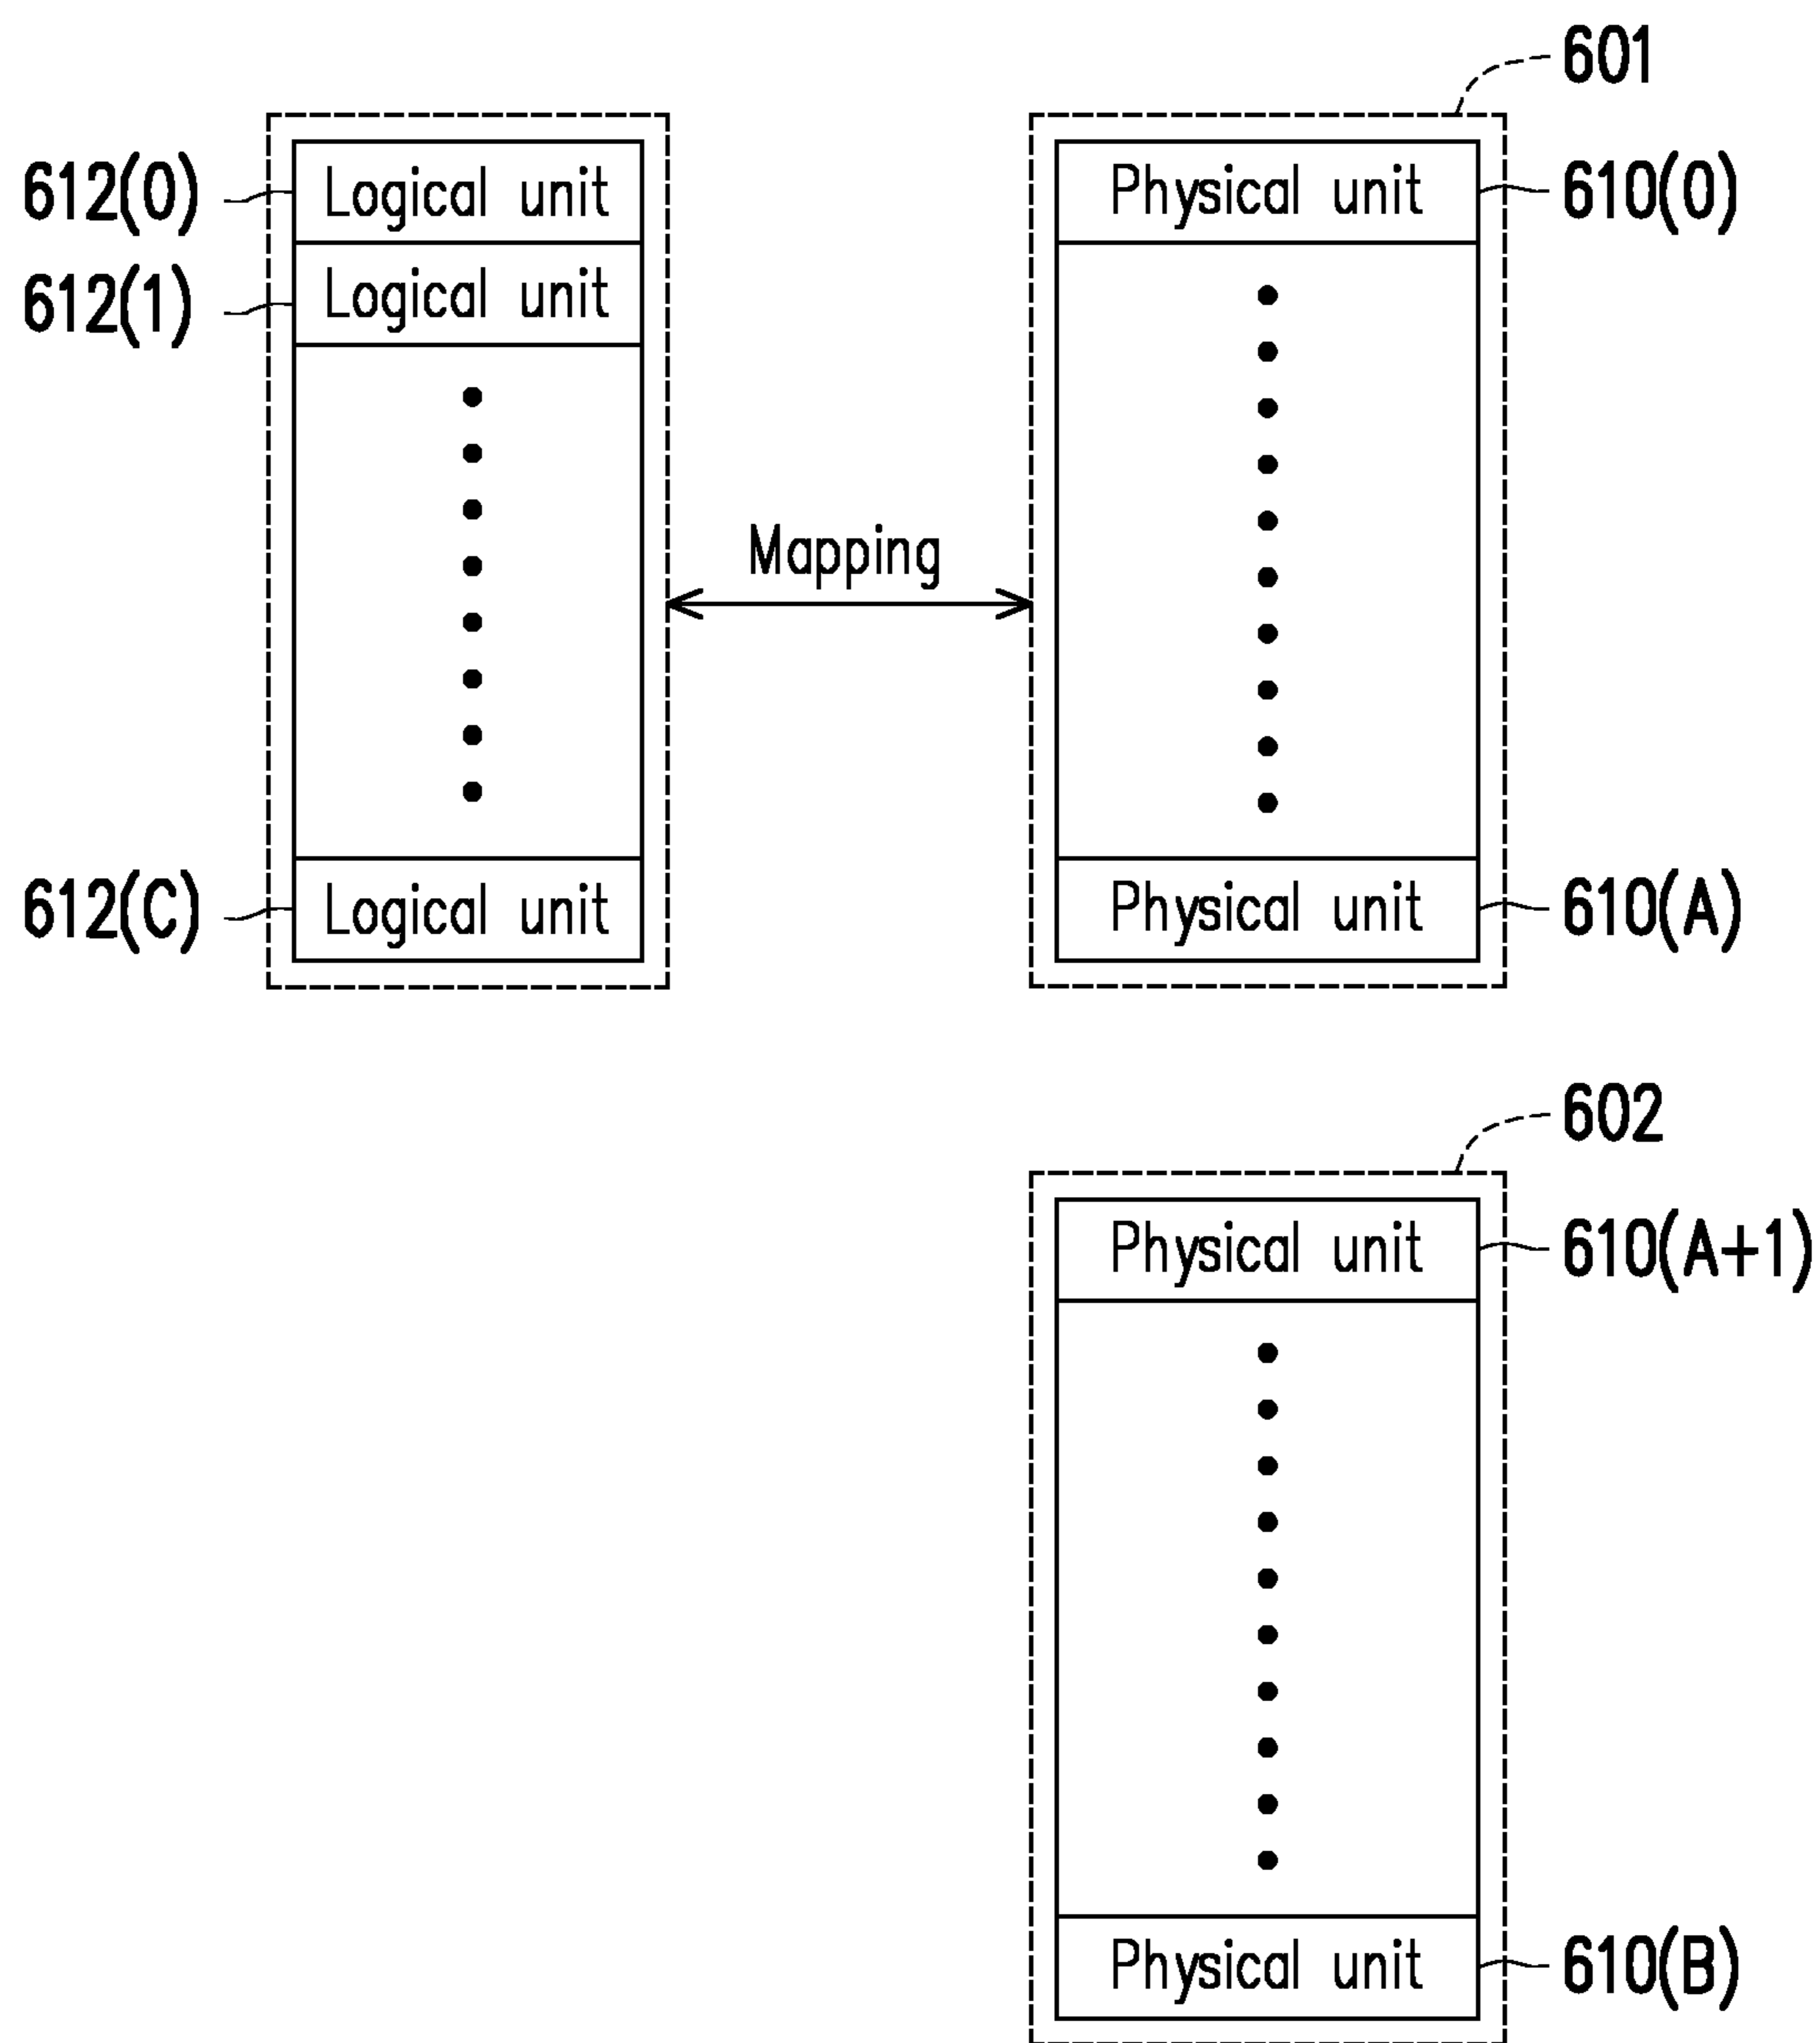 601
612(0) Logical unit Physical unit 610(0)
612(1) Logical unit
Mapping
612(C) Logical unit Physical unit 610(A)
602
Physical unit 610(A+1)
Physical unit 610(B)